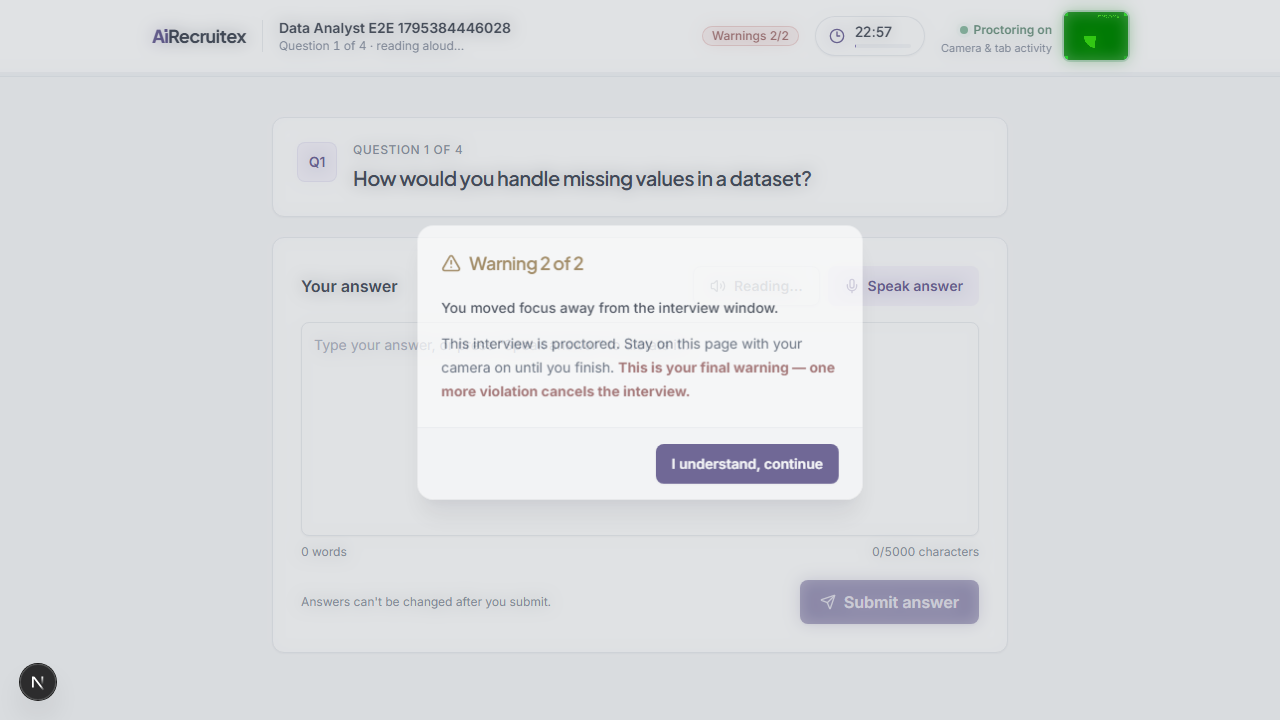 AiRecruitex
Data Analyst E2E 1795384446028
Question 1 of 4 · reading aloud...
Warnings 2/2
22:57
Proctoring on
Camera & tab activity
Q1
QUESTION 1 OF 4
How would you handle missing values in a dataset?
Your answer
Reading...
Speak answer
Type your answer,
Warning 2 of 2
You moved focus away from the interview window.
This interview is proctored. Stay on this page with your
camera on until you finish. This is your final warning — one
more violation cancels the interview.
I understand, continue
0 words
0/5000 characters
Answers can't be changed after you submit.
Submit answer
N